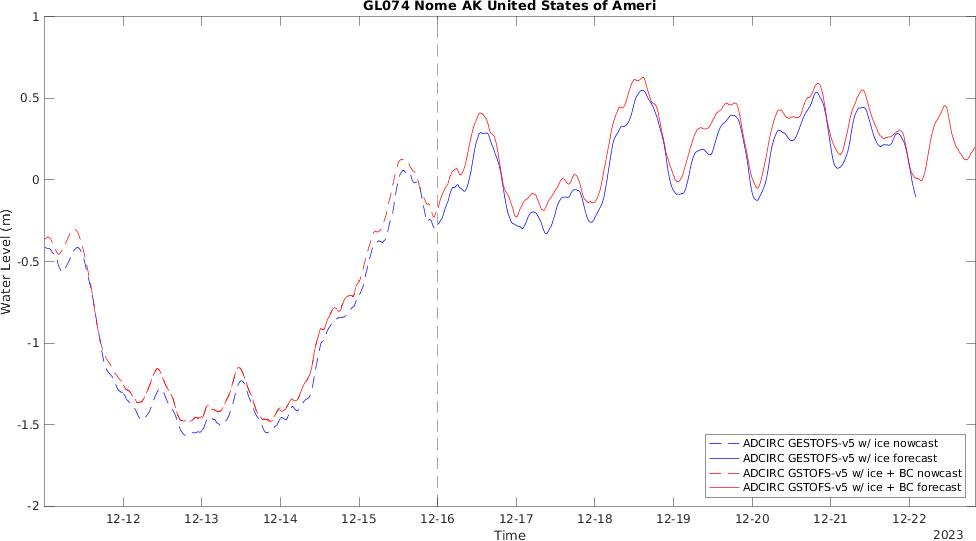 GL074 Nome AK United States of Ameri
1
0.5
0
-0.5
-1
-1.5
-2
Water Level (m)
12-12
12-13
12-14
12-15
12-16
12-17
12-18
12-19
12-20
12-21
12-22
Time
2023
ADCIRC GESTOFS-v5 w/ ice nowcast
ADCIRC GESTOFS-v5 w/ ice forecast
ADCIRC GSTOFS-v5 w/ ice + BC nowcast
ADCIRC GSTOFS-v5 w/ ice + BC forecast